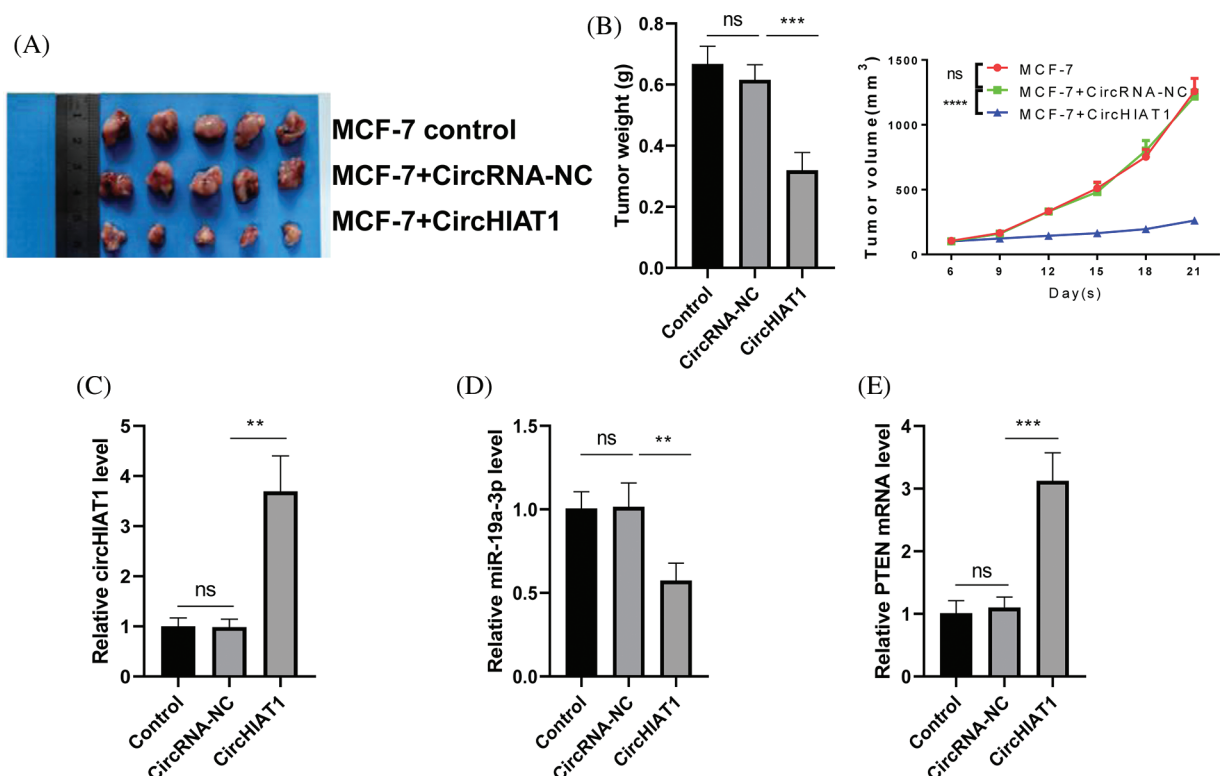 (A)
MCF-7 control
MCF-7+CircRNA-NC
MCF-7+CircHIAT1
(B)
Tumor weight (g)
0.8
0.6
0.4
0.2
0.0
ns
***
Control
CircRNA-NC
CircHIAT1
Tumor volume(mm³)
1500
1000
500
0
ns
****
MCF-7
MCF-7+CircRNA-NC
MCF-7+CircHIAT1
6 9 12 15 18 21
Day(s)
(C)
Relative circHIAT1 level
5
4
3
2
1
0
ns
**
Control
CircRNA-NC
CircHIAT1
(D)
Relative miR-19a-3p level
1.5
1.0
0.5
0.0
ns
**
Control
CircRNA-NC
CircHIAT1
(E)
Relative PTEN mRNA level
4
3
2
1
0
ns
***
Control
CircRNA-NC
CircHIAT1